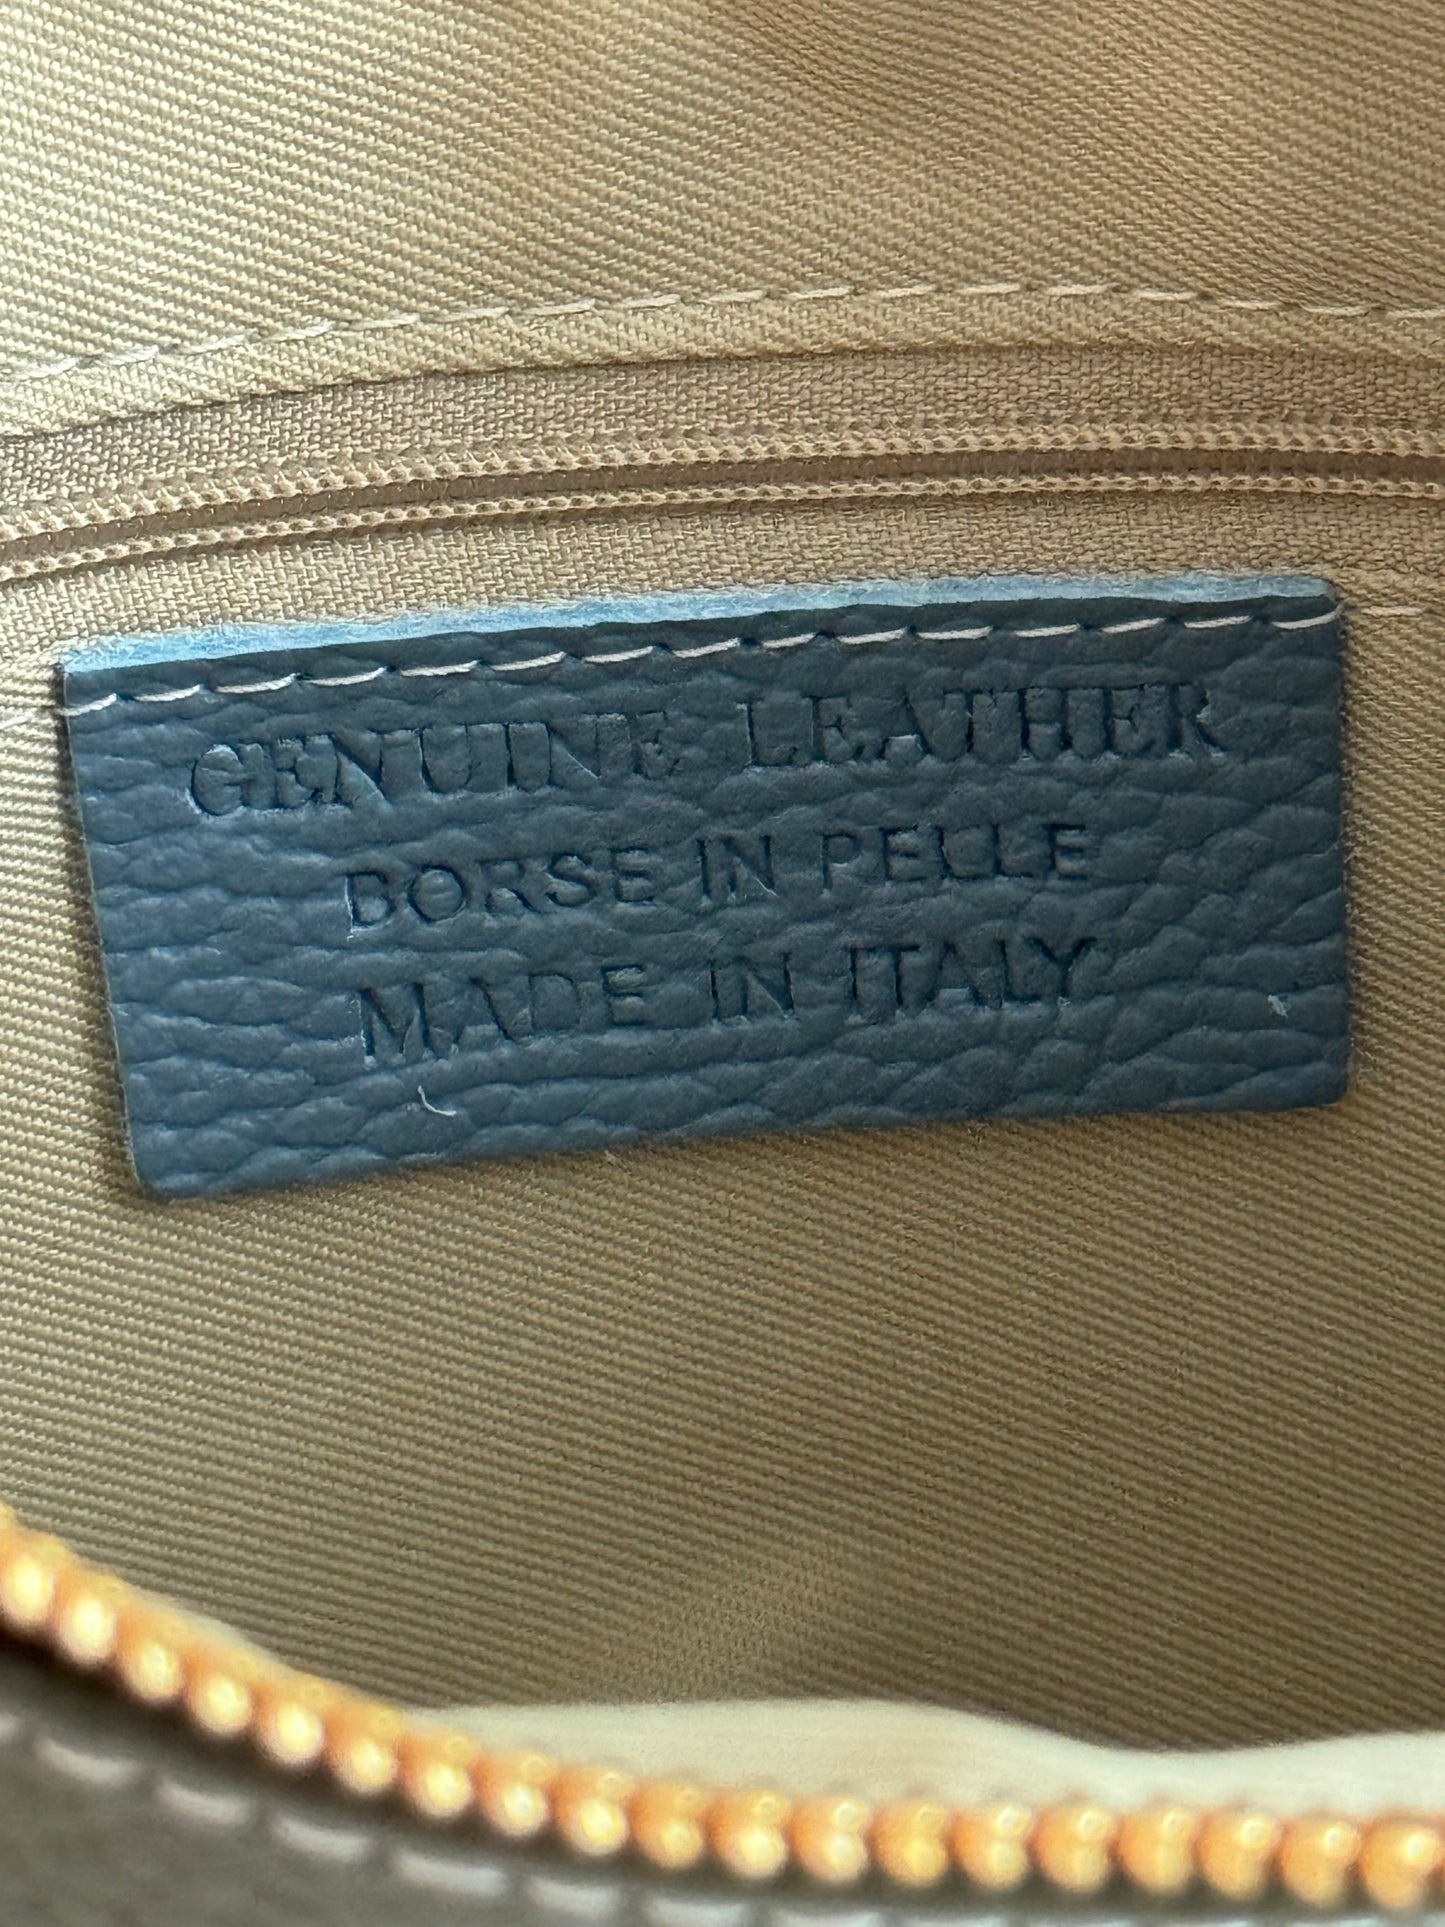 GENUINE LEATHER
BORSE IN PELLE
MADE IN ITALY